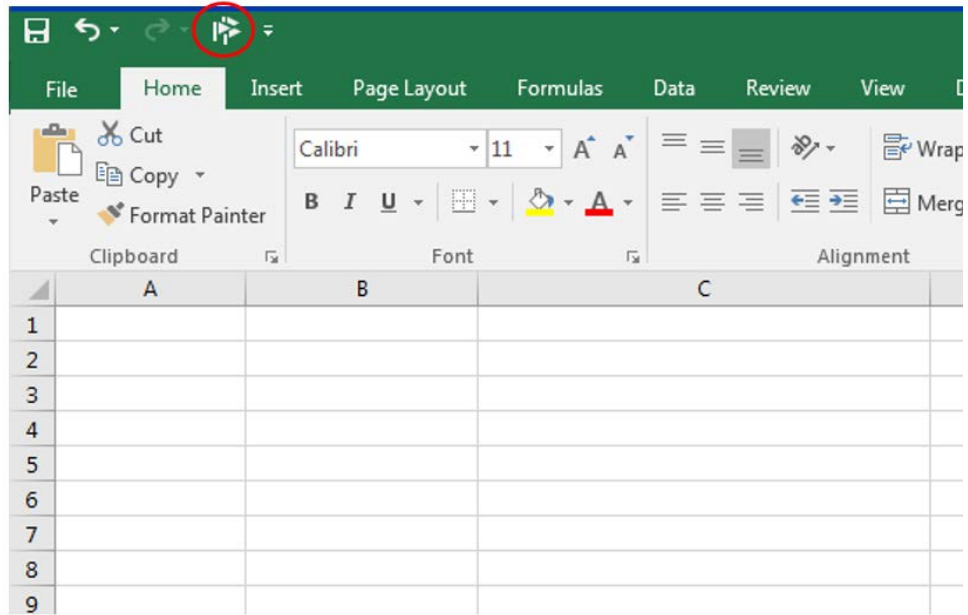 File Home Insert Page Layout Formulas Data Review View
Cut
Calibri 11 A A Wrap
Copy
Paste
Format Painter
B I U A Merg
Clipboard Font Alignment
A B C
1
2
3
4
5
6
7
8
9